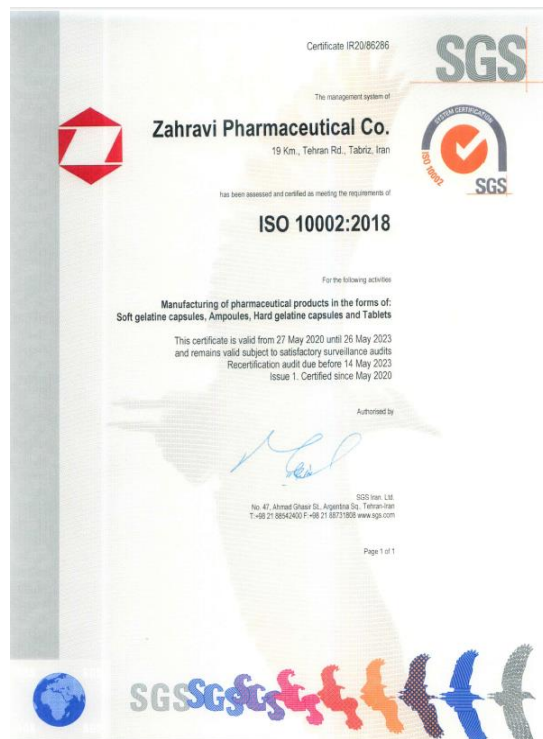 Certificate IR20/86286
SGS
The management system of
Zahravi Pharmaceutical Co.
19 Km., Tehran Rd., Tabriz, Iran
SYSTEM CERTIFICATION
ISO 10002
SGS
has been assessed and certified as meeting the requirements of
ISO 10002:2018
For the following activities
Manufacturing of pharmaceutical products in the forms of:
Soft gelatine capsules, Ampoules, Hard gelatine capsules and Tablets
This certificate is valid from 27 May 2020 until 26 May 2023
and remains valid subject to satisfactory surveillance audits
Recertification audit due before 14 May 2023
Issue 1. Certified since May 2020
Authorised by
SGS Iran. Ltd.
No. 47, Ahmad Ghasir St., Argentina Sq., Tehran-Iran
T:+98 21 88542400 F:+98 21 88731808 www.sgs.com
Page 1 of 1
SGSSGSSGS